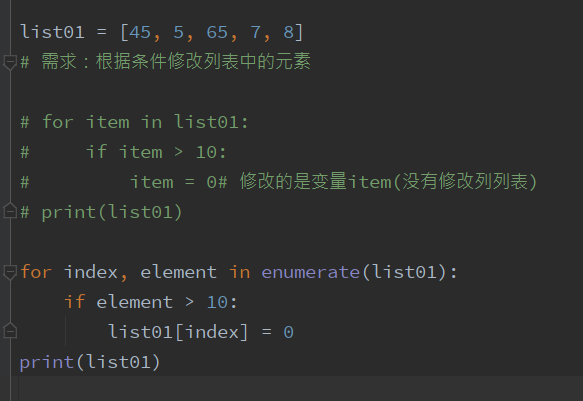 list01 = [45, 5, 65, 7, 8]
# 需求：根据条件修改列表中的元素
# for item in list01:
#     if item > 10:
#         item = 0# 修改的是变量item(没有修改列列表)
# print(list01)
for index, element in enumerate(list01):
    if element > 10:
        list01[index] = 0
print(list01)